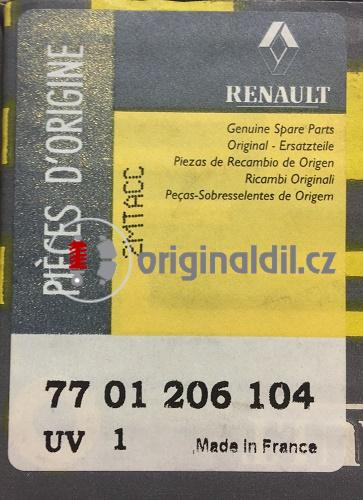 RENAULT
Genuine Spare Parts
Original - Ersatzteile
Piezas de Recambio de Origen
Ricambi Originali
Peças-Sobresselentes de Origem
PIÈCES D'ORIGINE
2MTACC
originaldil.cz
77 01 206 104
UV 1 Made in France